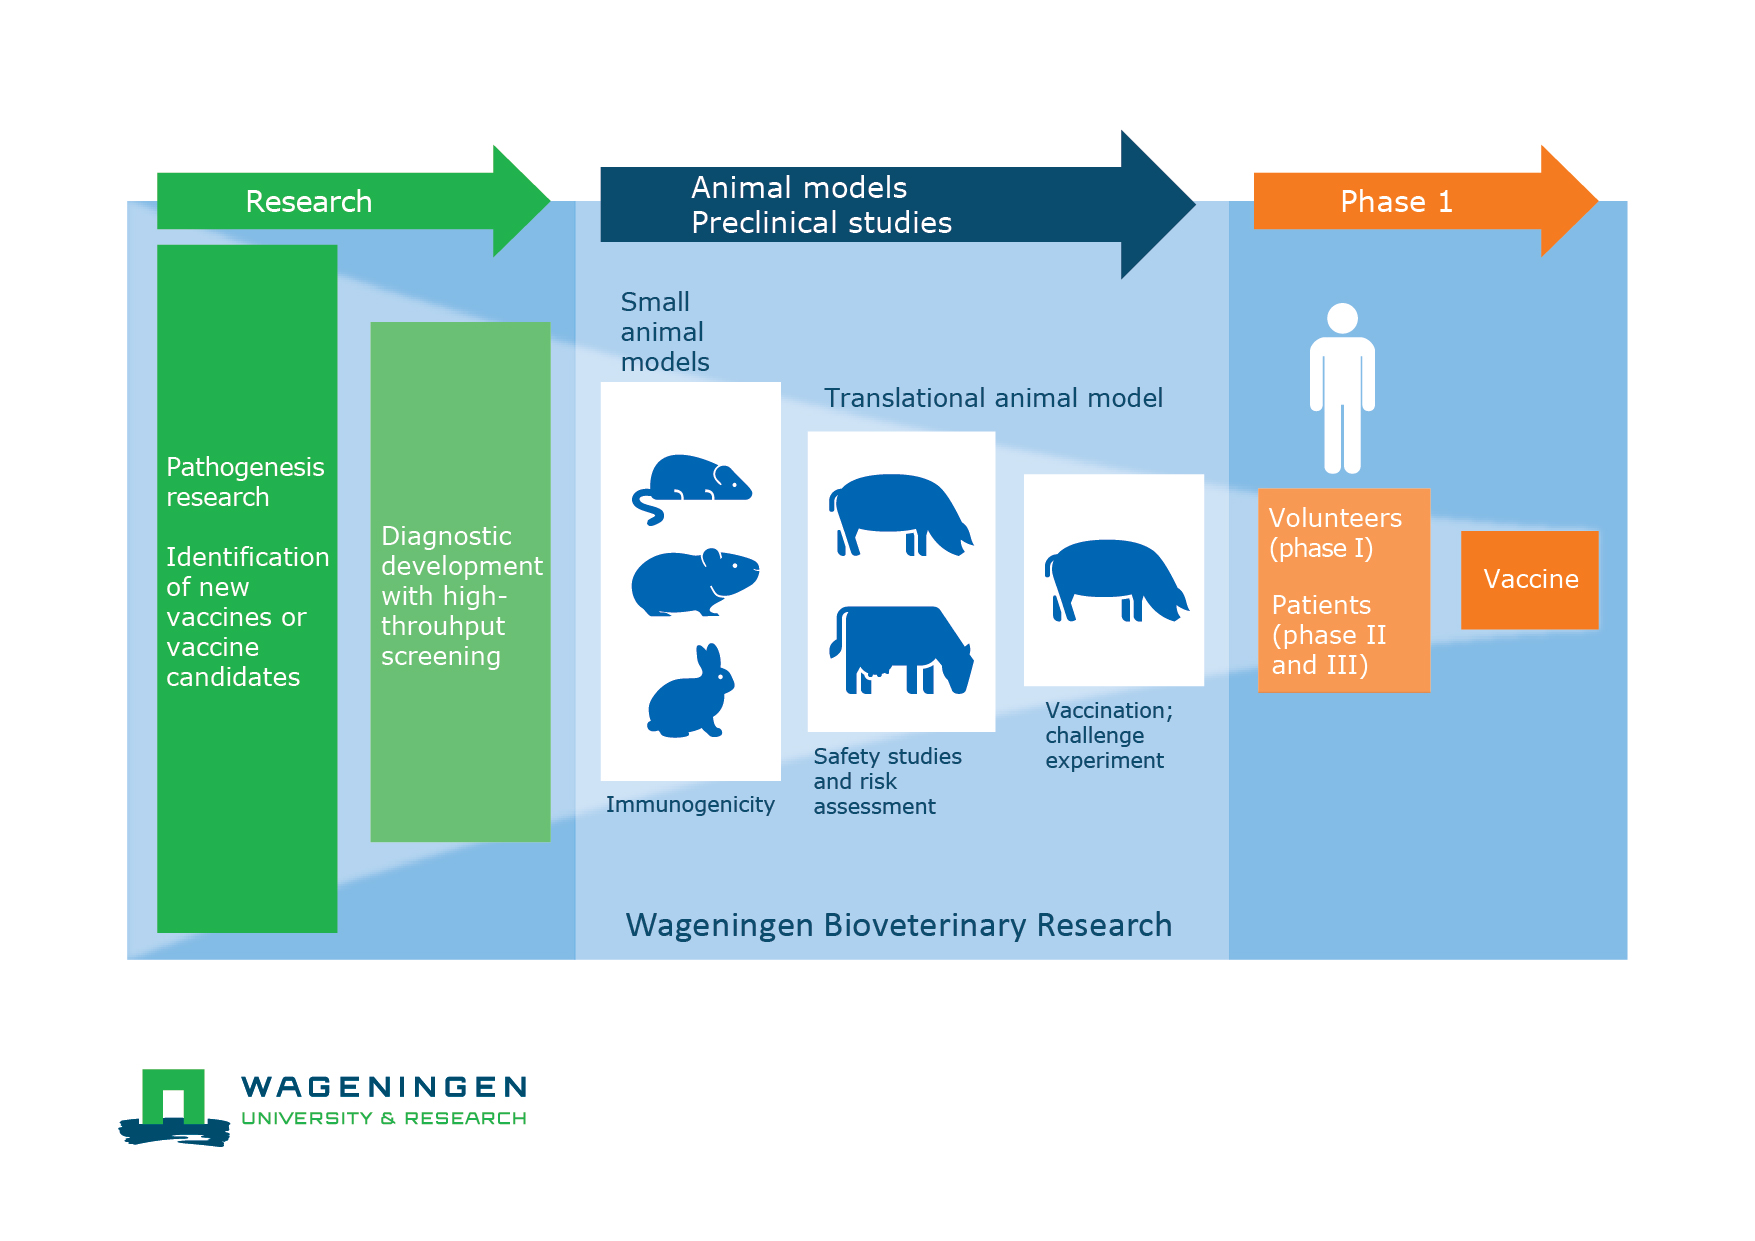 Research
Animal models
Preclinical studies
Phase 1
Pathogenesis
research
Identification
of new
vaccines or
vaccine
candidates
Diagnostic
development
with high-
throuhput
screening
Small
animal
models
Immunogenicity
Translational animal model
Safety studies
and risk
assessment
Vaccination;
challenge
experiment
Volunteers
(phase I)
Patients
(phase II
and III)
Vaccine
Wageningen Bioveterinary Research
WAGENINGEN
UNIVERSITY & RESEARCH